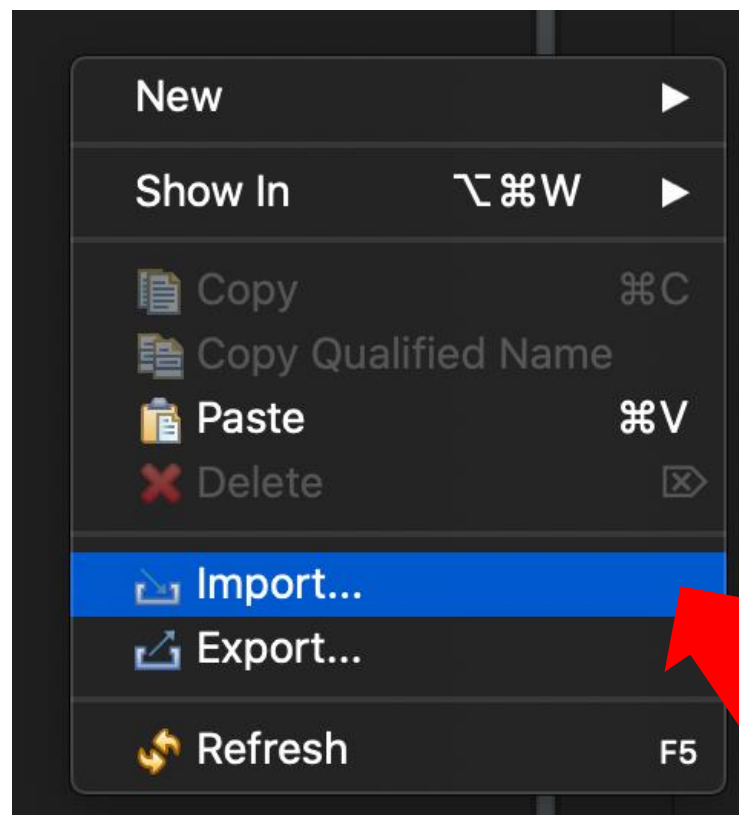 New ▶
Show In ⌥⌘W ▶
Copy ⌘C
Copy Qualified Name
Paste ⌘V
Delete ⌦
Import...
Export...
Refresh F5